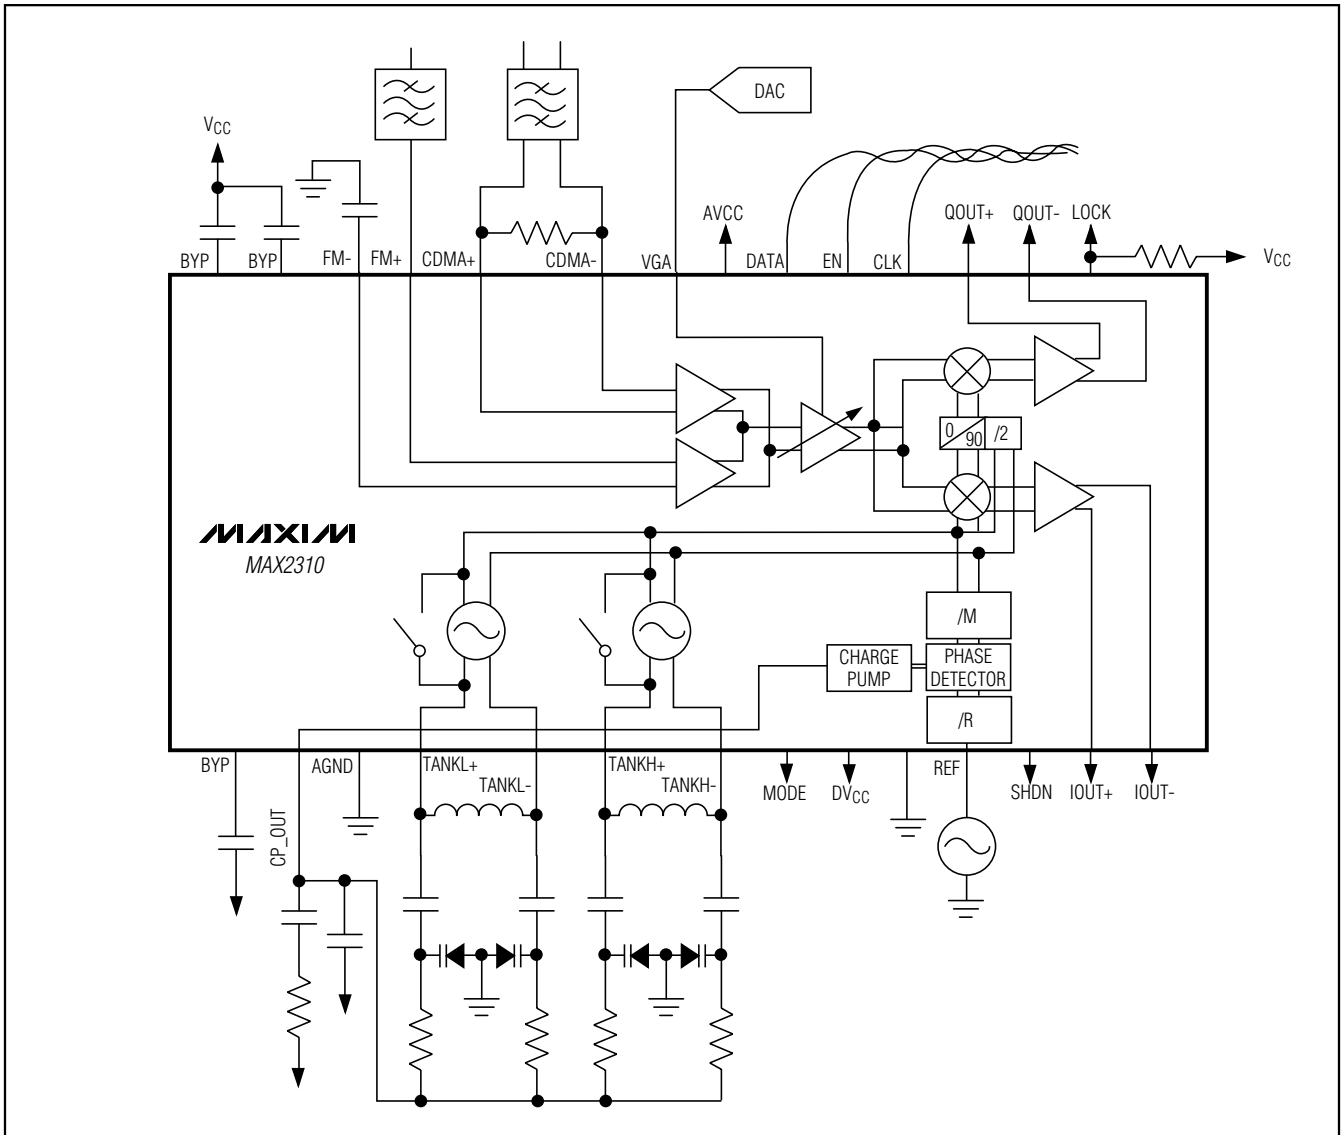 DAC
VCC
AVCC
QOUT+
QOUT-
LOCK
BYP
BYP
FM-
FM+
CDMA+
CDMA-
VGA
DATA
EN
CLK
VCC
0
90
/2
MAXIM
MAX2310
/M
CHARGE
PUMP
PHASE
DETECTOR
/R
BYP
AGND
TANKL+
TANKL-
TANKH+
TANKH-
MODE
DVCC
REF
SHDN
IOUT+
IOUT-
CP_OUT